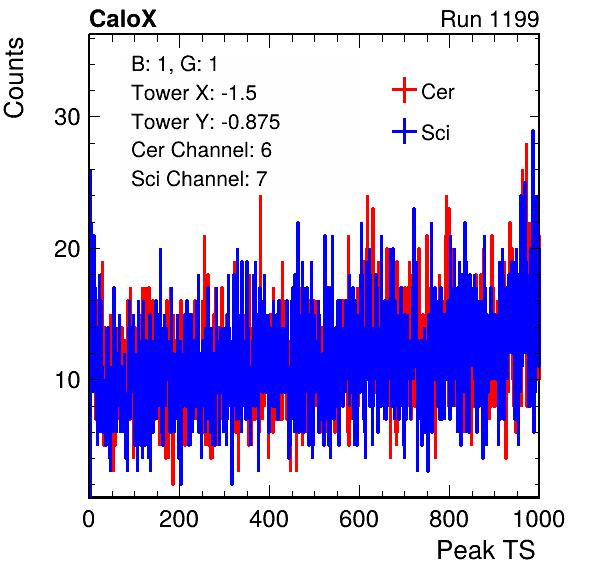 CaloX Run 1199
Counts
B: 1, G: 1
Tower X: -1.5
Tower Y: -0.875
Cer Channel: 6
Sci Channel: 7
Cer
Sci
30
20
10
0 200 400 600 800 1000
Peak TS